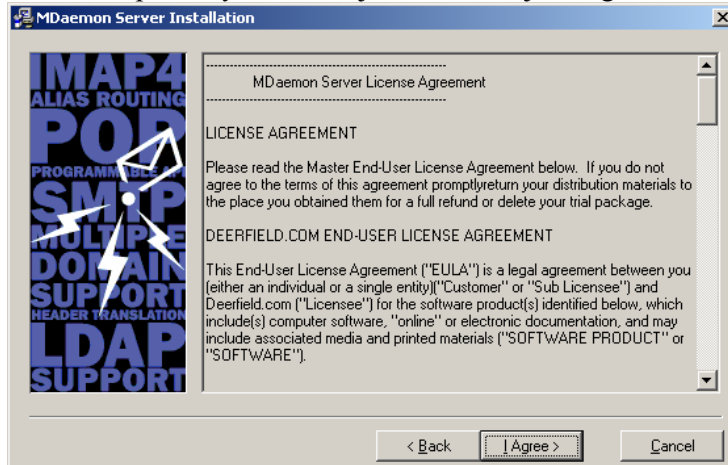 MDaemon Server Installation
IMAP4
ALIAS ROUTING
POP
PROGRAMMABLE API
SMTP
MULTIPLE
DOMAIN
SUPPORT
HEADER TRANSLATION
LDAP
SUPPORT
----------------------------------------------------------
MDaemon Server License Agreement
----------------------------------------------------------
LICENSE AGREEMENT
Please read the Master End-User License Agreement below. If you do not
agree to the terms of this agreement promptlyreturn your distribution materials to
the place you obtained them for a full refund or delete your trial package.
DEERFIELD.COM END-USER LICENSE AGREEMENT
This End-User License Agreement ("EULA") is a legal agreement between you
(either an individual or a single entity)("Customer" or "Sub Licensee") and
Deerfield.com ("Licensee") for the software product(s) identified below, which
include(s) computer software, "online" or electronic documentation, and may
include associated media and printed materials ("SOFTWARE PRODUCT" or
"SOFTWARE").
< Back
I Agree >
Cancel